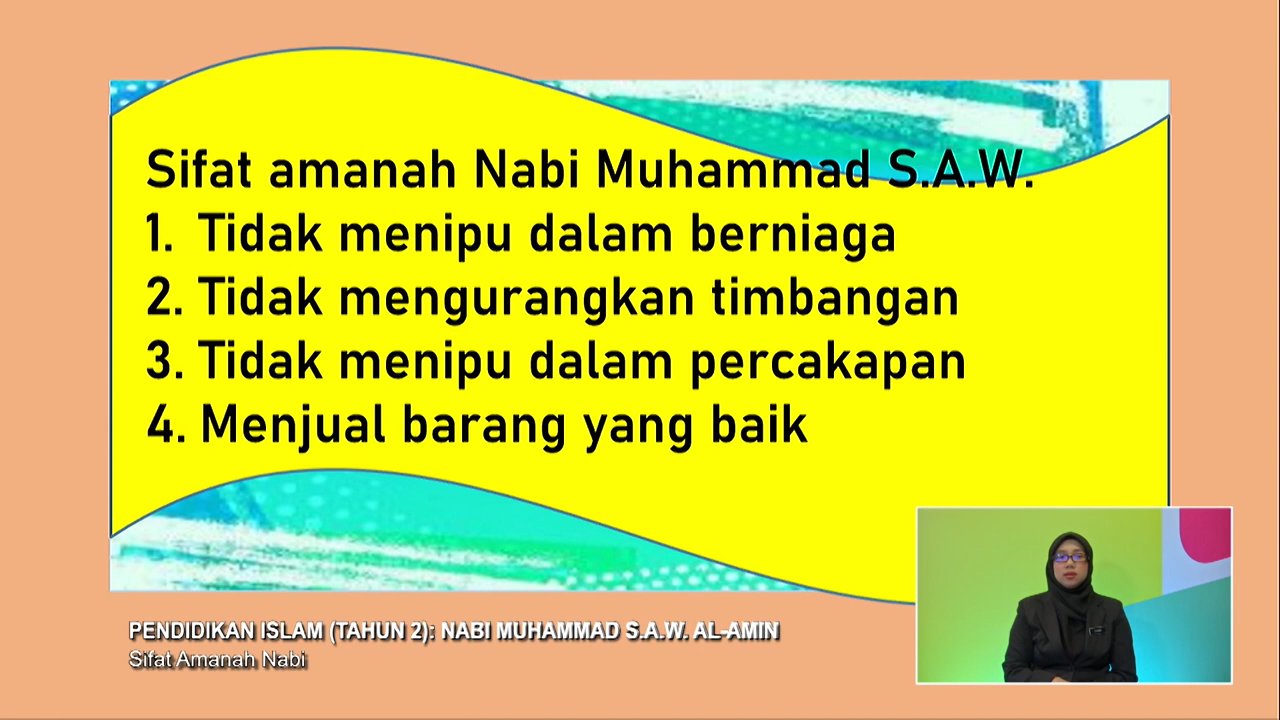 Sifat amanah Nabi Muhammad S.A.W.
1. Tidak menipu dalam berniaga
2. Tidak mengurangkan timbangan
3. Tidak menipu dalam percakapan
4. Menjual barang yang baik
PENDIDIKAN ISLAM (TAHUN 2): NABI MUHAMMAD S.A.W. AL-AMIN
Sifat Amanah Nabi